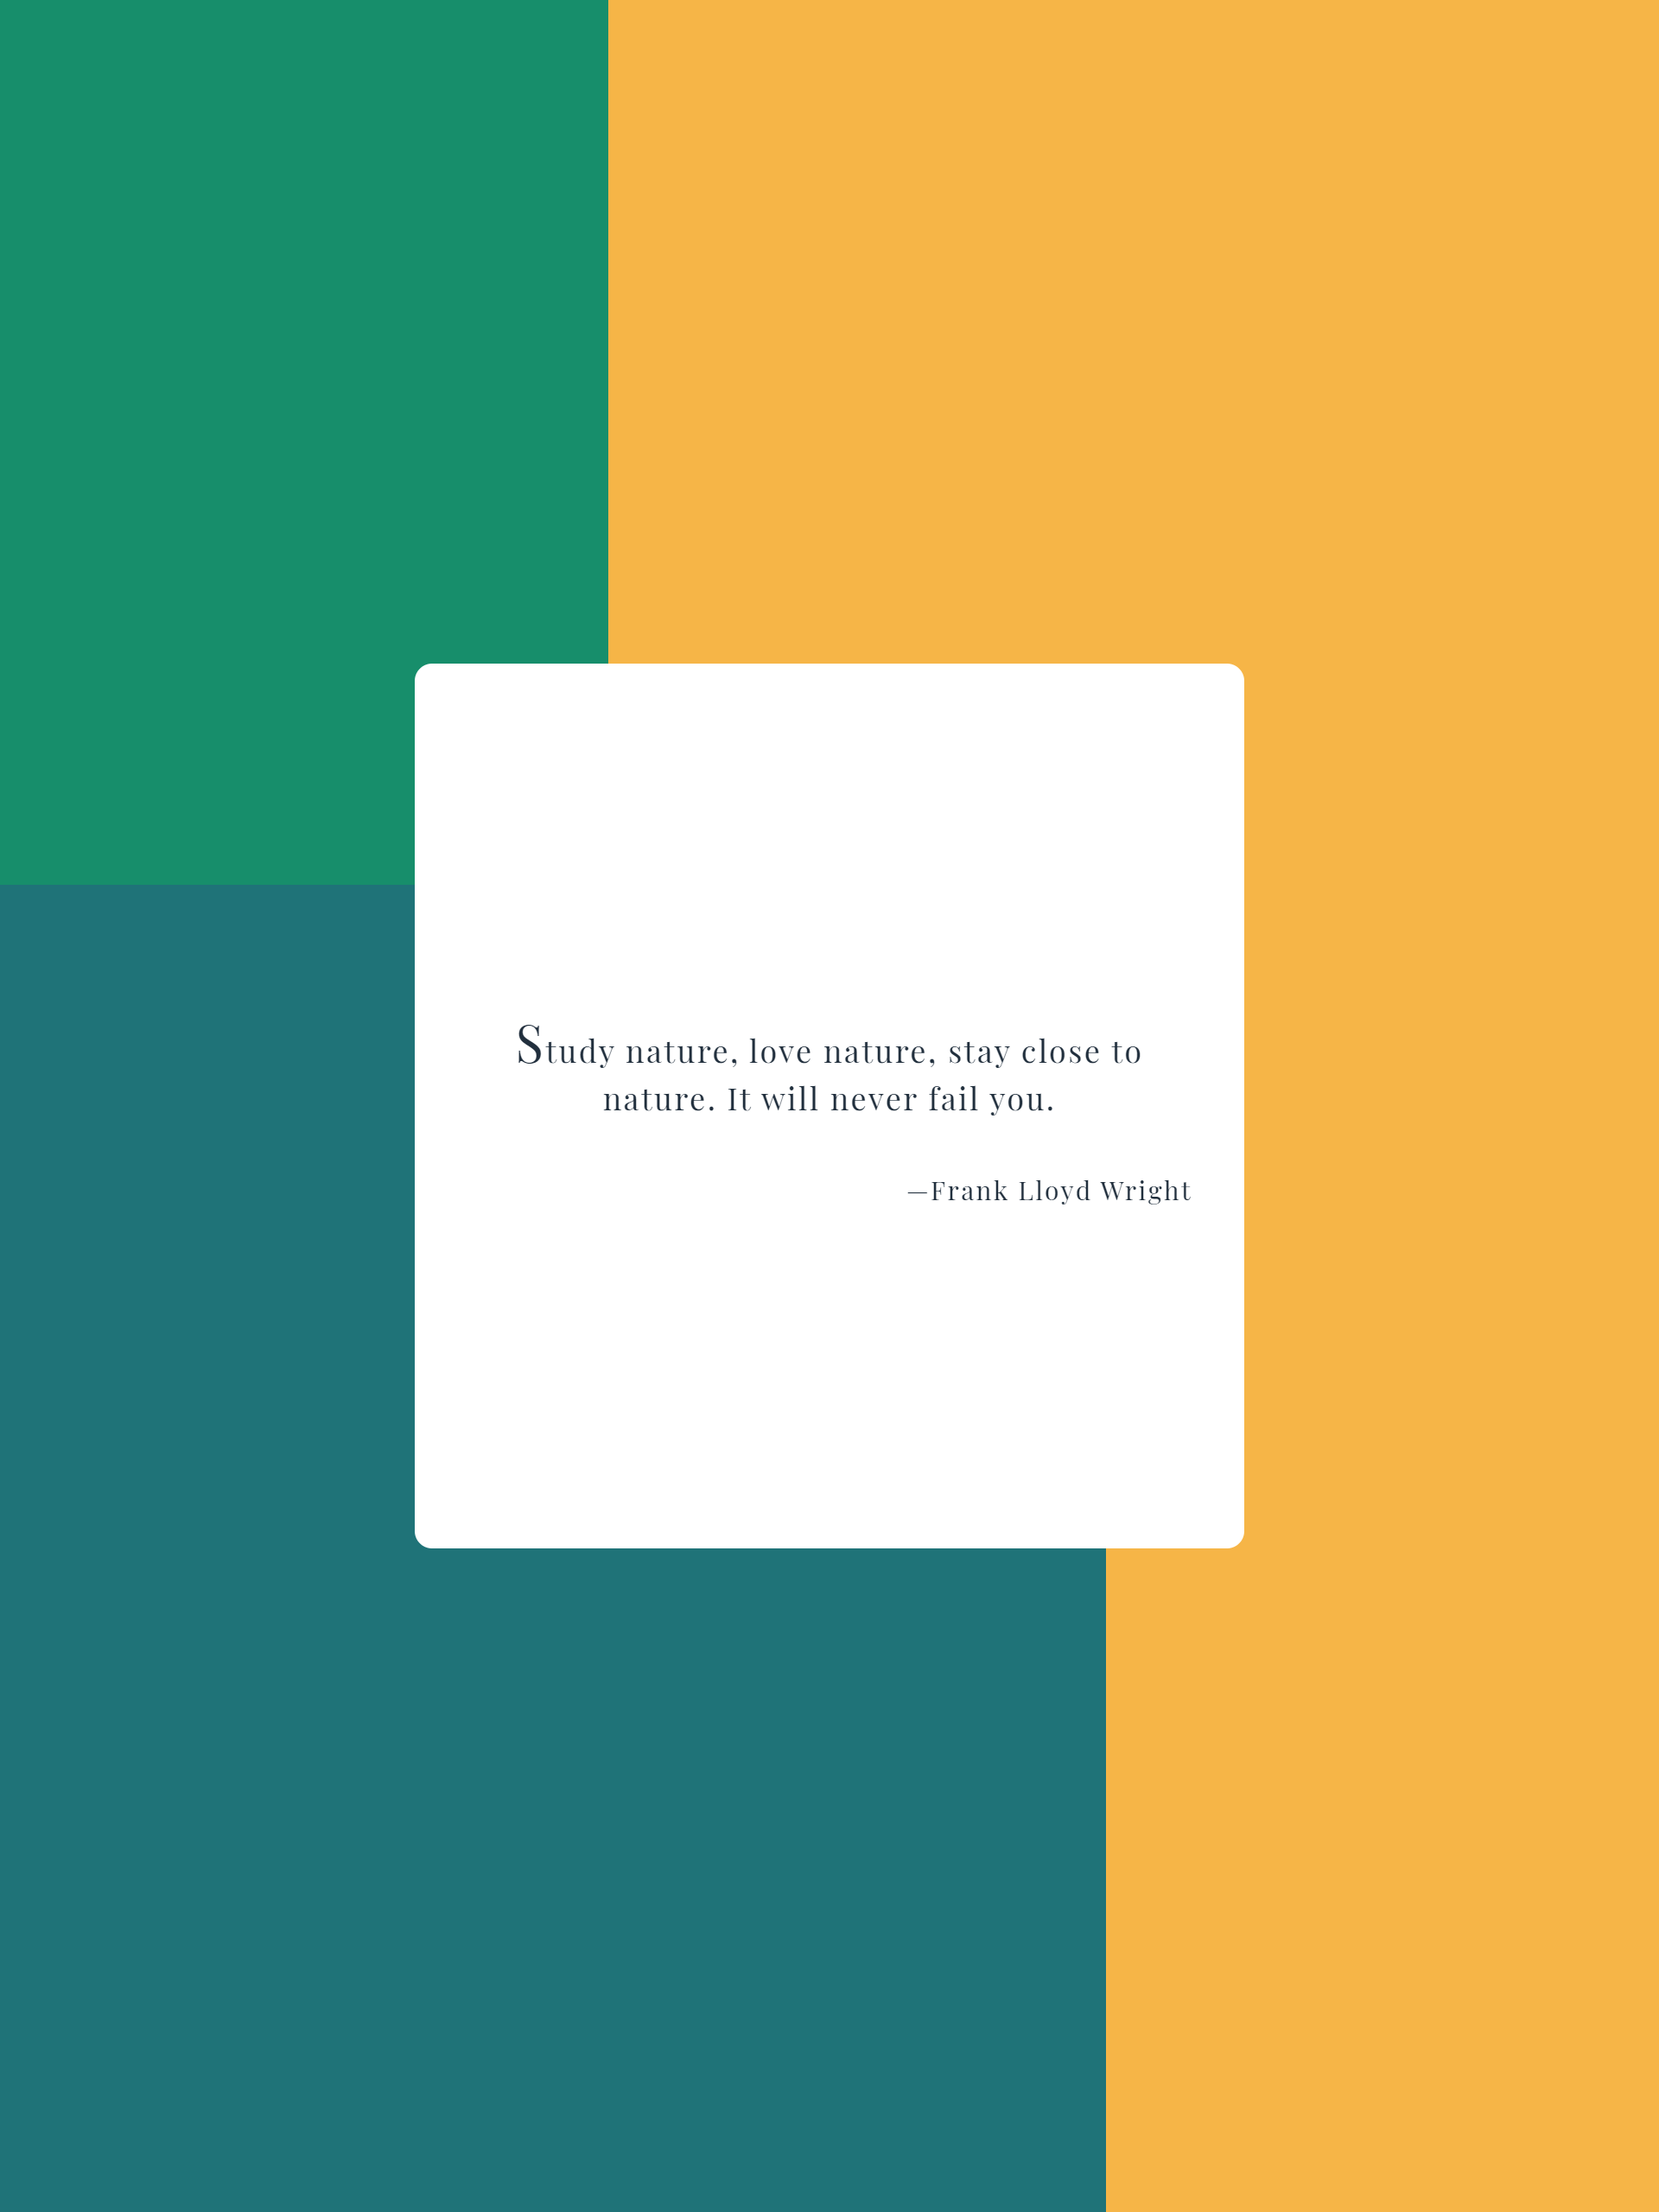 Study nature, love nature, stay close to
nature. It will never fail you.
—Frank Lloyd Wright